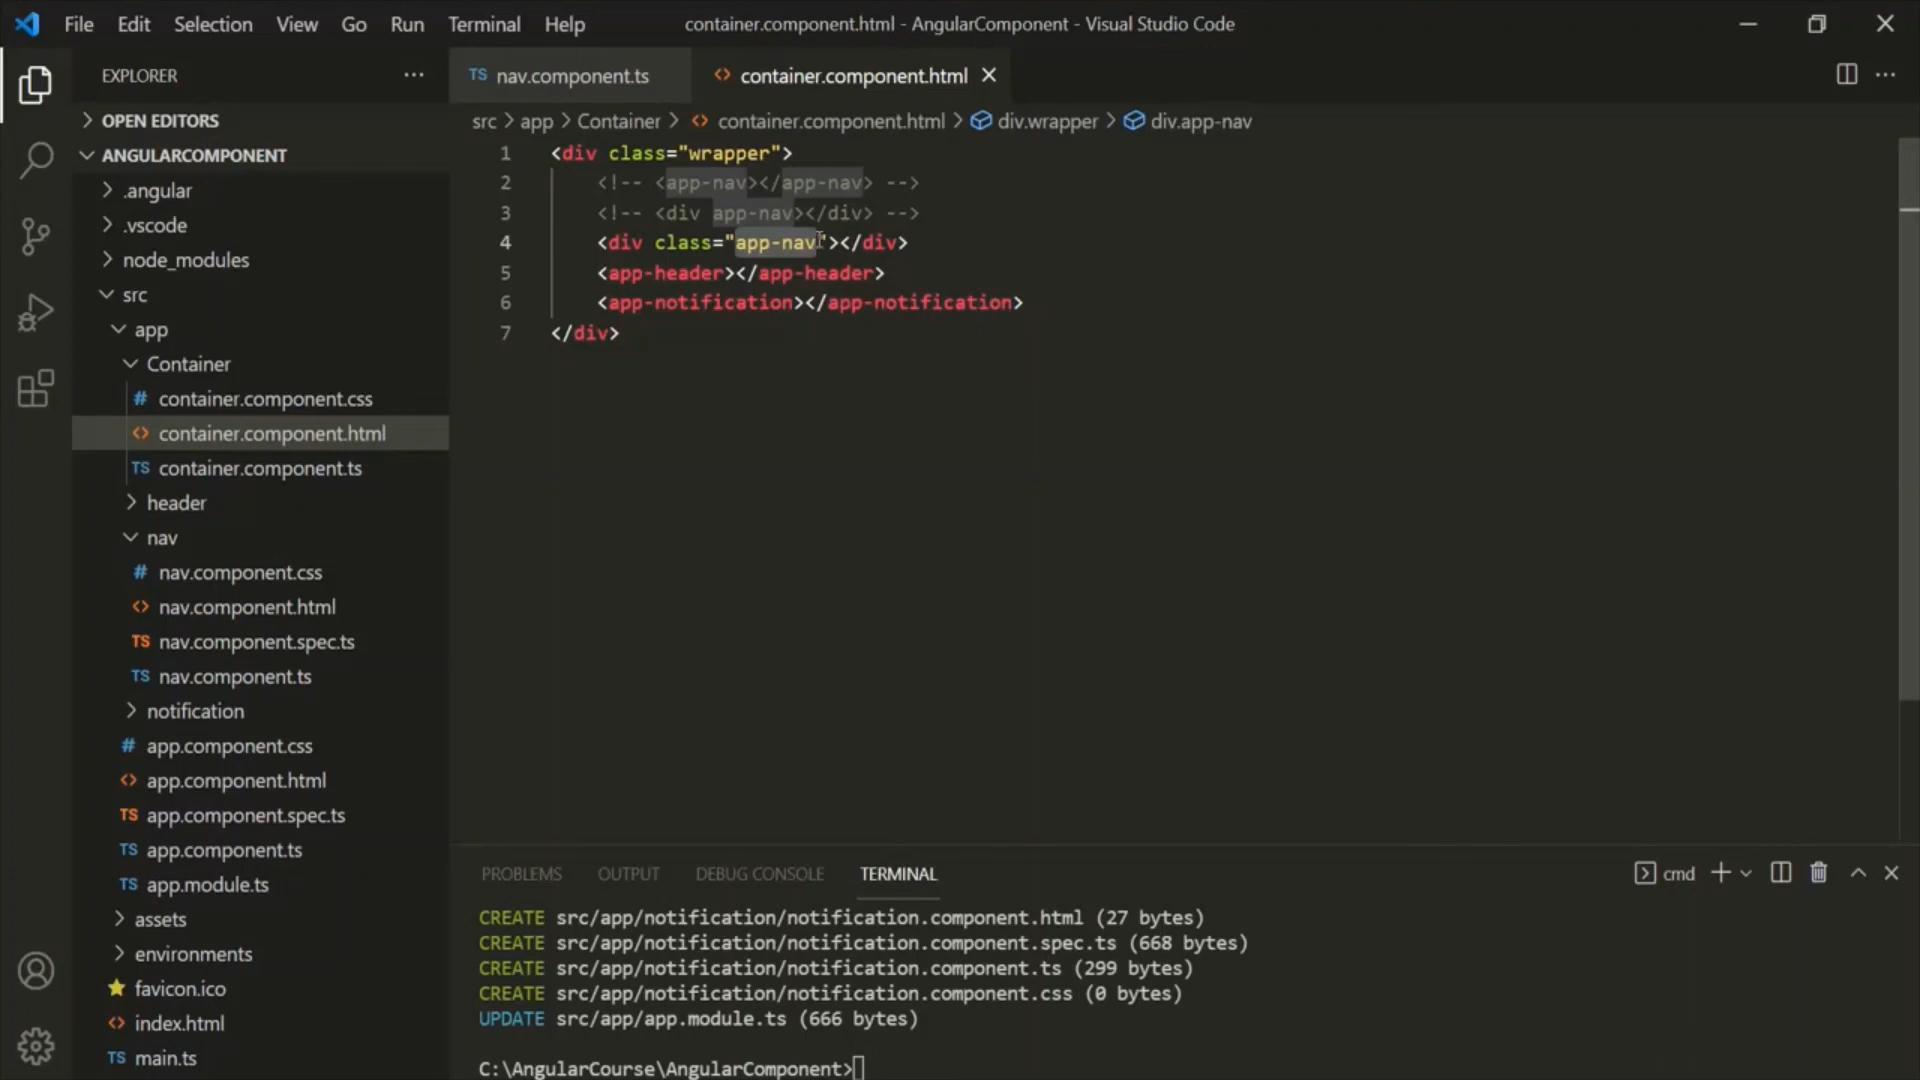 File Edit Selection View Go Run Terminal Help container.component.html - AngularComponent - Visual Studio Code
EXPLORER
OPEN EDITORS
ANGULARCOMPONENT
.angular
.vscode
node_modules
src
app
Container
container.component.css
container.component.html
container.component.ts
header
nav
nav.component.css
nav.component.html
nav.component.spec.ts
nav.component.ts
notification
app.component.css
app.component.html
app.component.spec.ts
app.component.ts
app.module.ts
assets
environments
favicon.ico
index.html
main.ts
TS nav.component.ts container.component.html
src > app > Container > container.component.html > div.wrapper > div.app-nav
1 <div class="wrapper">
2 <!-- <app-nav></app-nav> -->
3 <!-- <div app-nav></div> -->
4 <div class="app-nav"></div>
5 <app-header></app-header>
6 <app-notification></app-notification>
7 </div>
PROBLEMS OUTPUT DEBUG CONSOLE TERMINAL cmd
CREATE src/app/notification/notification.component.html (27 bytes)
CREATE src/app/notification/notification.component.spec.ts (668 bytes)
CREATE src/app/notification/notification.component.ts (299 bytes)
CREATE src/app/notification/notification.component.css (0 bytes)
UPDATE src/app/app.module.ts (666 bytes)
C:\AngularCourse\AngularComponent>